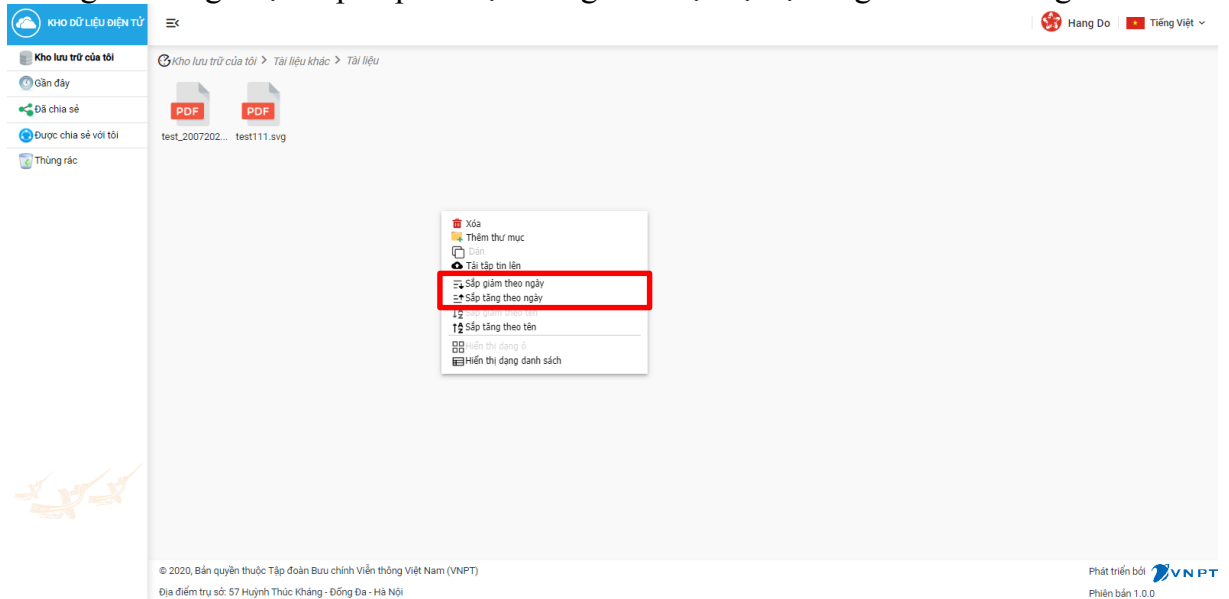 KHO DỮ LIỆU ĐIỆN TỬ
Hang Do
Tiếng Việt
Kho lưu trữ của tôi
Gần đây
Đã chia sẻ
Được chia sẻ với tôi
Thùng rác
Kho lưu trữ của tôi > Tài liệu khác > Tài liệu
PDF PDF
test_2007202... test111.svg
Xóa
Thêm thư mục
Dán
Tải tập tin lên
Sắp giảm theo ngày
Sắp tăng theo ngày
Sắp giảm theo tên
Sắp tăng theo tên
Hiển thị dạng ô
Hiển thị dạng danh sách
© 2020, Bản quyền thuộc Tập đoàn Bưu chính Viễn thông Việt Nam (VNPT)
Địa điểm trụ sở: 57 Huỳnh Thúc Kháng - Đống Đa - Hà Nội
Phát triển bởi VNPT
Phiên bản 1.0.0